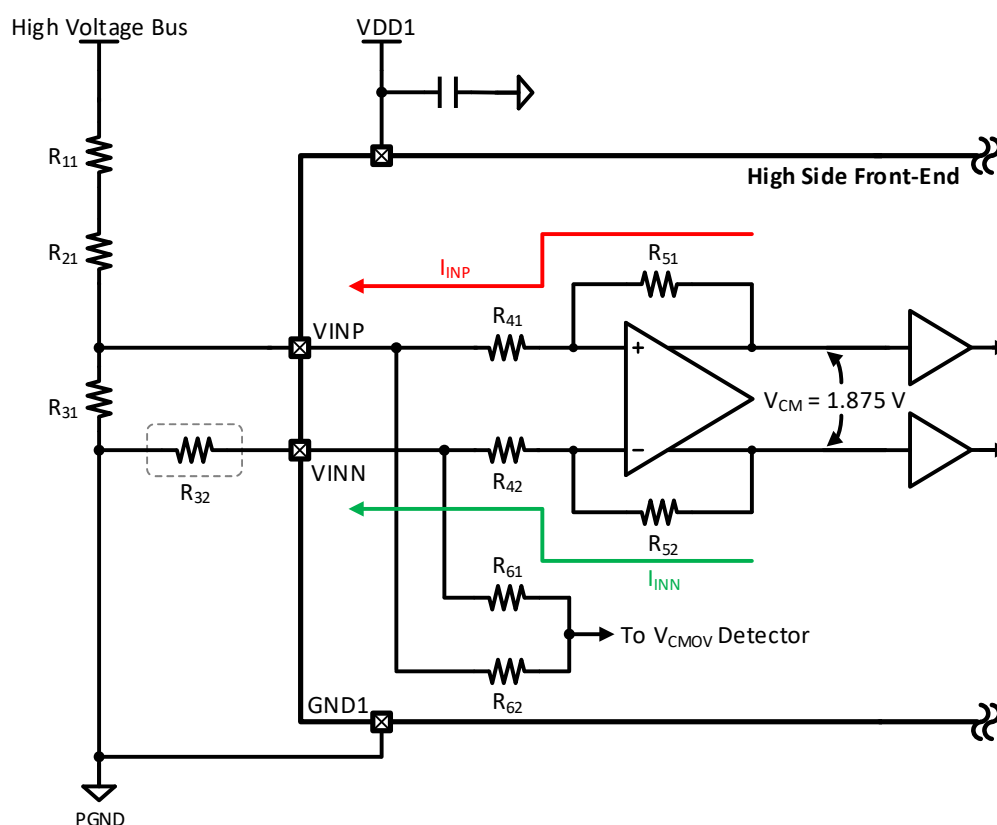 High Voltage Bus
VDD1
R11
High Side Front-End
R21
IINP
R51
VINP
R41
+
R31
VCM = 1.875 V
VINN
−
R32
R42
R52
R61
IINN
To VCMOV Detector
R62
GND1
PGND